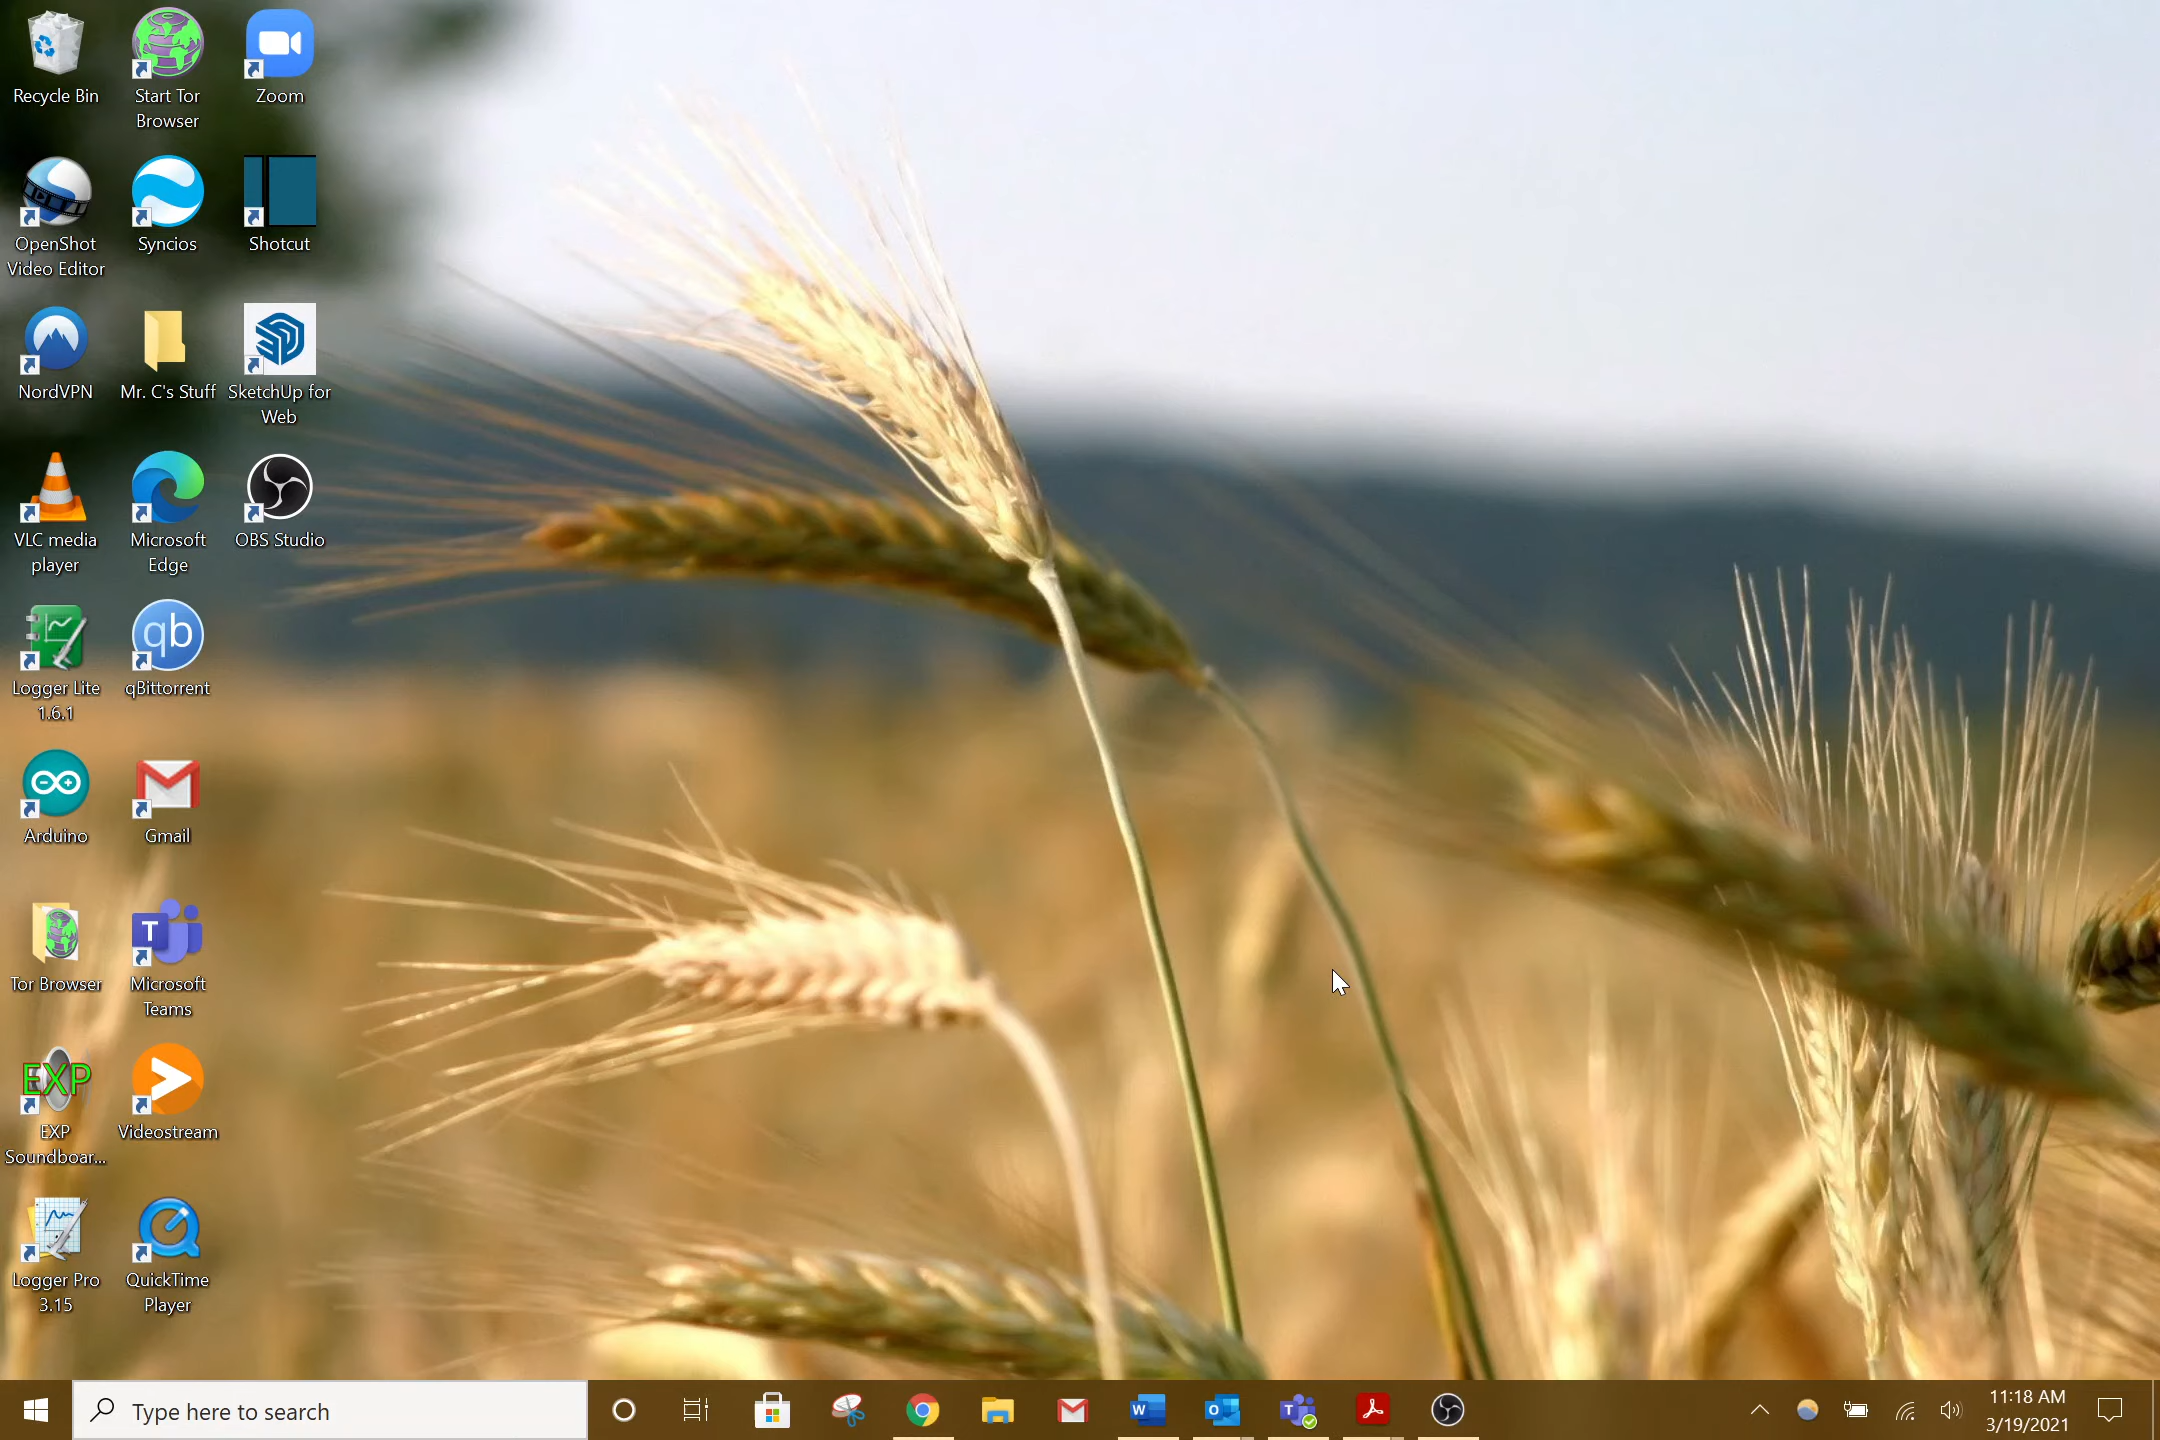 Recycle Bin
Start Tor
Browser
Zoom
OpenShot
Video Editor
Syncios
Shotcut
NordVPN
Mr. C's Stuff
SketchUp for
Web
VLC media
player
Microsoft
Edge
OBS Studio
Logger Lite
1.6.1
qb
qBittorrent
Arduino
Gmail
Tor Browser
T
Microsoft
Teams
EXP
EXP
Soundboar...
Videostream
Logger Pro
3.15
QuickTime
Player
Type here to search
W
O
T
11:18 AM
3/19/2021